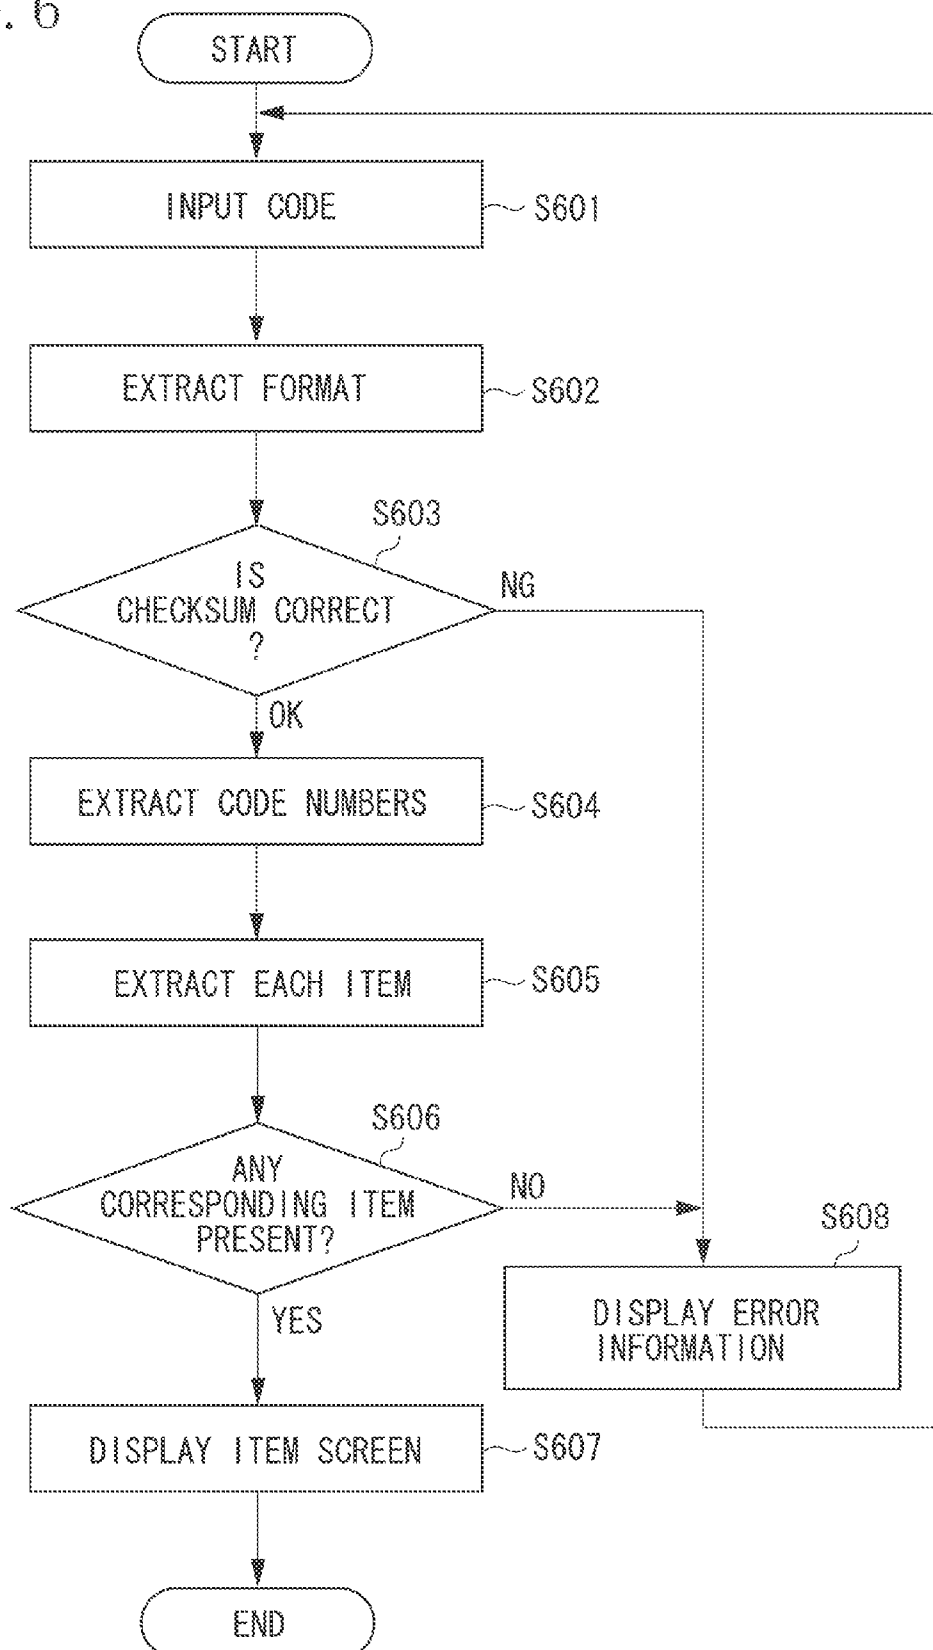 . 6
START
INPUT CODE
S601
EXTRACT FORMAT
S602
S603
IS
CHECKSUM CORRECT
?
NG
OK
EXTRACT CODE NUMBERS
S604
EXTRACT EACH ITEM
S605
S606
ANY
CORRESPONDING ITEM
PRESENT?
NO
YES
S608
DISPLAY ERROR
INFORMATION
DISPLAY ITEM SCREEN
S607
END